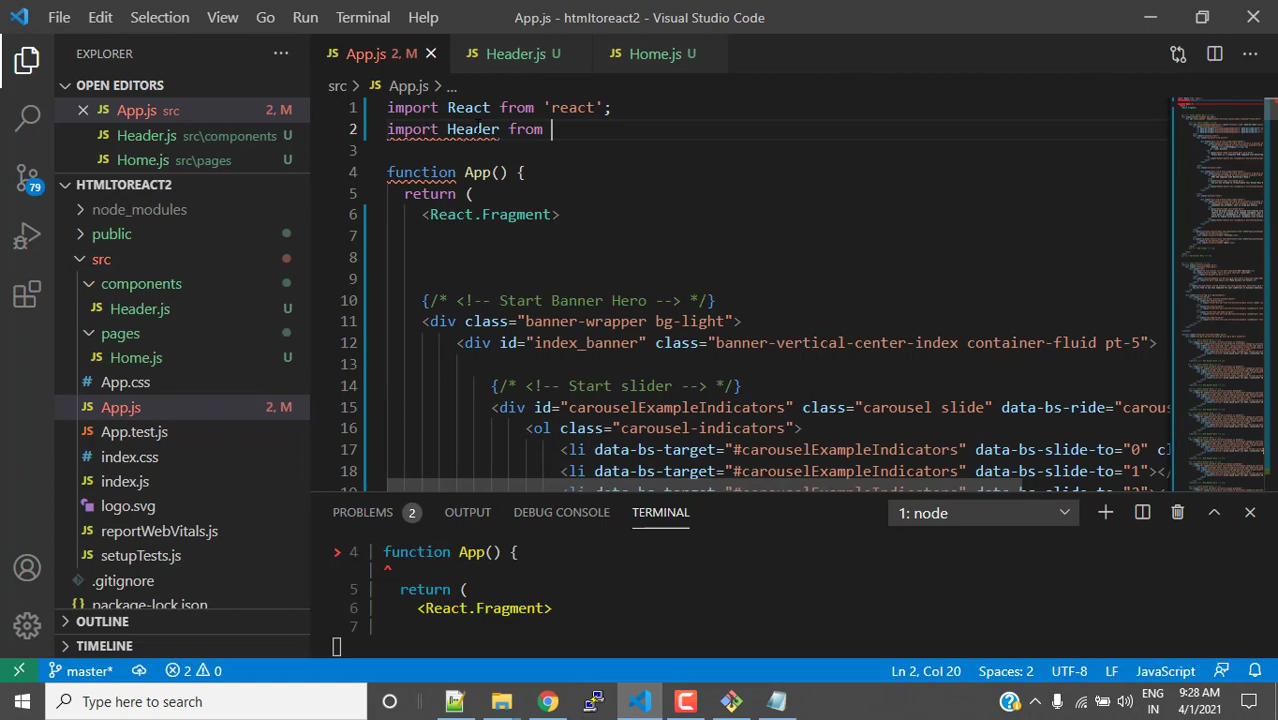 File Edit Selection View Go Run Terminal Help App.js - htmltoreact2 - Visual Studio Code
EXPLORER
OPEN EDITORS
App.js src 2, M
Header.js src\components U
Home.js src\pages U
HTMLTOREACT2
node_modules
public
src
components
Header.js U
pages
Home.js U
App.css
App.js 2, M
App.test.js
index.css
index.js
logo.svg
reportWebVitals.js
setupTests.js
.gitignore
package-lock.json
OUTLINE
TIMELINE
79
App.js 2, M Header.js U Home.js U
src > App.js > ...
1 import React from 'react';
2 import Header from
3
4 function App() {
5 return (
6 <React.Fragment>
7
8
9
10 {/* <!-- Start Banner Hero --> */}
11 <div class="banner-wrapper bg-light">
12 <div id="index_banner" class="banner-vertical-center-index container-fluid pt-5">
13
14 {/* <!-- Start slider --> */}
15 <div id="carouselExampleIndicators" class="carousel slide" data-bs-ride="carou
16 <ol class="carousel-indicators">
17 <li data-bs-target="#carouselExampleIndicators" data-bs-slide-to="0" cl
18 <li data-bs-target="#carouselExampleIndicators" data-bs-slide-to="1"></
PROBLEMS 2 OUTPUT DEBUG CONSOLE TERMINAL 1: node
> 4 | function App() {
| ^
5 | return (
6 | <React.Fragment>
7 |
master* 2 0 Ln 2, Col 20 Spaces: 2 UTF-8 LF JavaScript
Type here to search
ENG
IN
9:28 AM
4/1/2021